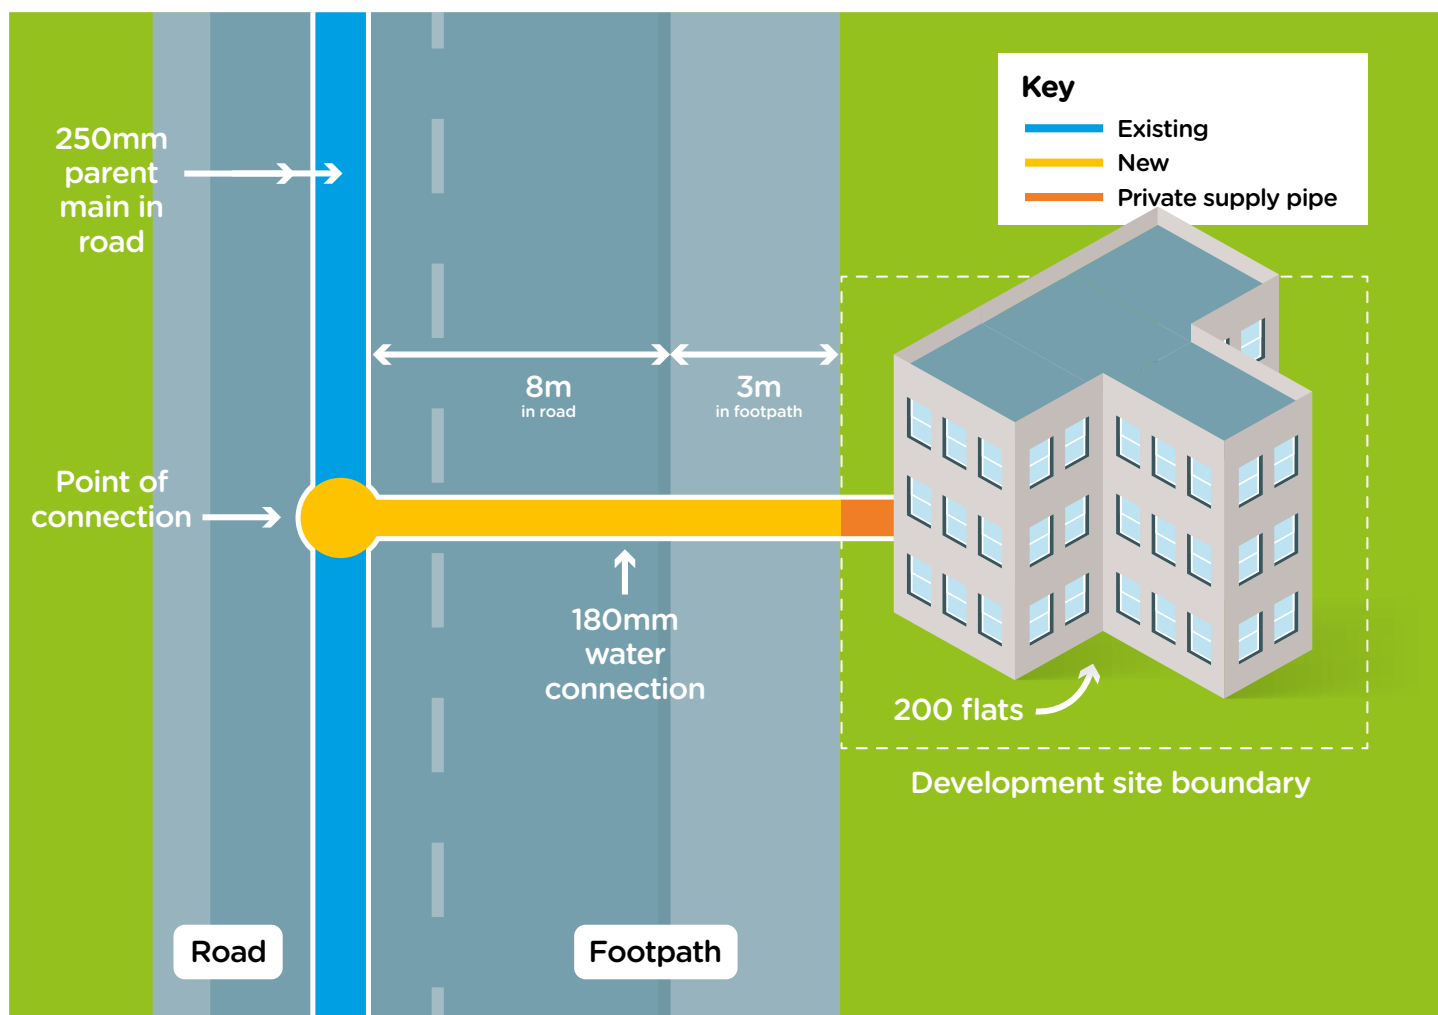 Key
Existing
New
Private supply pipe
250mm
parent
main in
road
8m
in road
3m
in footpath
Point of
connection
180mm
water
connection
200 flats
Development site boundary
Road
Footpath